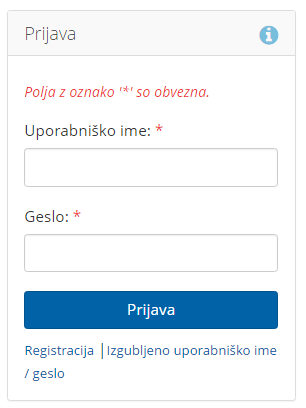 Prijava
Polja z oznako '*' so obvezna.
Uporabniško ime: *
Geslo: *
Prijava
Registracija |Izgubljeno uporabniško ime
/ geslo